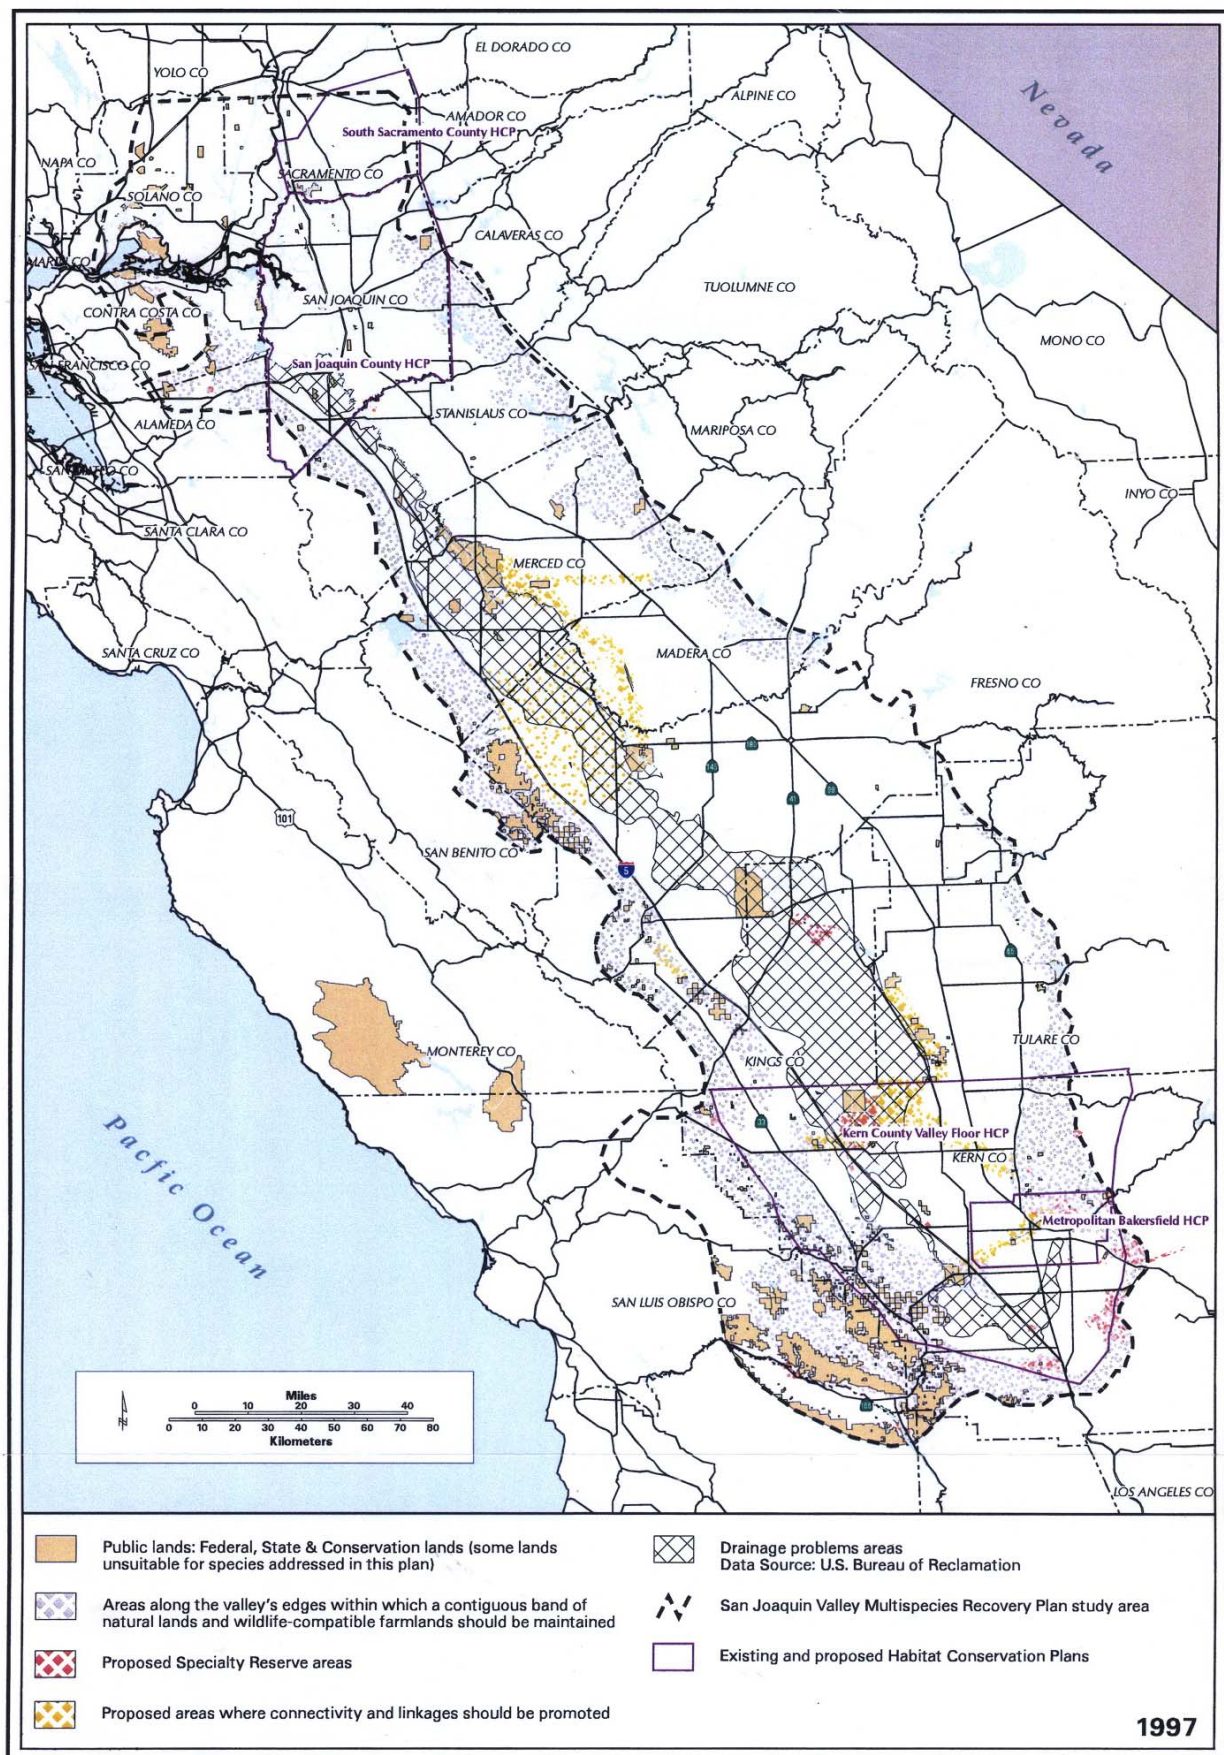 EL DORADO CO
YOLO CO
ALPINE CO
Nevada
AMADOR CO
South Sacramento County HCP
NAPA CO
SACRAMENTO CO
SOLANO CO
CALAVERAS CO
MARIN CO
TUOLUMNE CO
SAN JOAQUIN CO
CONTRA COSTA CO
MONO CO
San Joaquin County HCP
SAN FRANCISCO CO
STANISLAUS CO
ALAMEDA CO
MARIPOSA CO
SAN MATEO CO
INYO CO
SANTA CLARA CO
MERCED CO
SANTA CRUZ CO
MADERA CO
FRESNO CO
41
101
SAN BENITO CO
5
TULARE CO
MONTEREY CO
KINGS CO
33
Pacfic Ocean
Kern County Valley Floor HCP
KERN CO
Metropolitan Bakersfield HCP
SAN LUIS OBISPO CO
Miles
0 10 20 30 40
0 10 20 30 40 50 60 70 80
Kilometers
N
LOS ANGELES CO
Public lands: Federal, State & Conservation lands (some lands
unsuitable for species addressed in this plan)
Areas along the valley's edges within which a contiguous band of
natural lands and wildlife-compatible farmlands should be maintained
Proposed Specialty Reserve areas
Proposed areas where connectivity and linkages should be promoted
Drainage problems areas
Data Source: U.S. Bureau of Reclamation
San Joaquin Valley Multispecies Recovery Plan study area
Existing and proposed Habitat Conservation Plans
1997